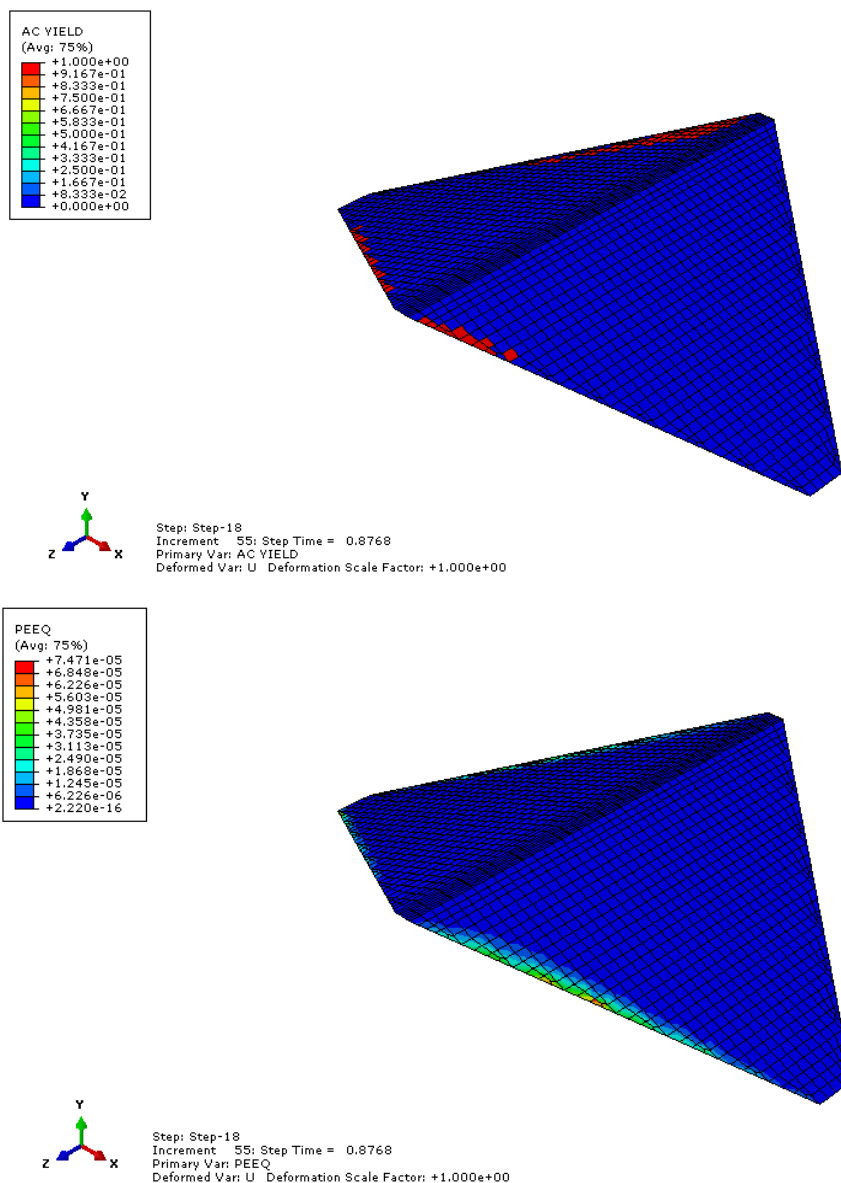 AC YIELD
(Avg: 75%)
+1.000e+00
+9.167e-01
+8.333e-01
+7.500e-01
+6.667e-01
+5.833e-01
+5.000e-01
+4.167e-01
+3.333e-01
+2.500e-01
+1.667e-01
+8.333e-02
+0.000e+00
Y
Z
X
Step: Step-18
Increment 55: Step Time = 0.8768
Primary Var: AC YIELD
Deformed Var: U Deformation Scale Factor: +1.000e+00
PEEQ
(Avg: 75%)
+7.471e-05
+6.848e-05
+6.226e-05
+5.603e-05
+4.981e-05
+4.358e-05
+3.735e-05
+3.113e-05
+2.490e-05
+1.868e-05
+1.245e-05
+6.226e-06
+2.220e-16
Y
Z
X
Step: Step-18
Increment 55: Step Time = 0.8768
Primary Var: PEEQ
Deformed Var: U Deformation Scale Factor: +1.000e+00